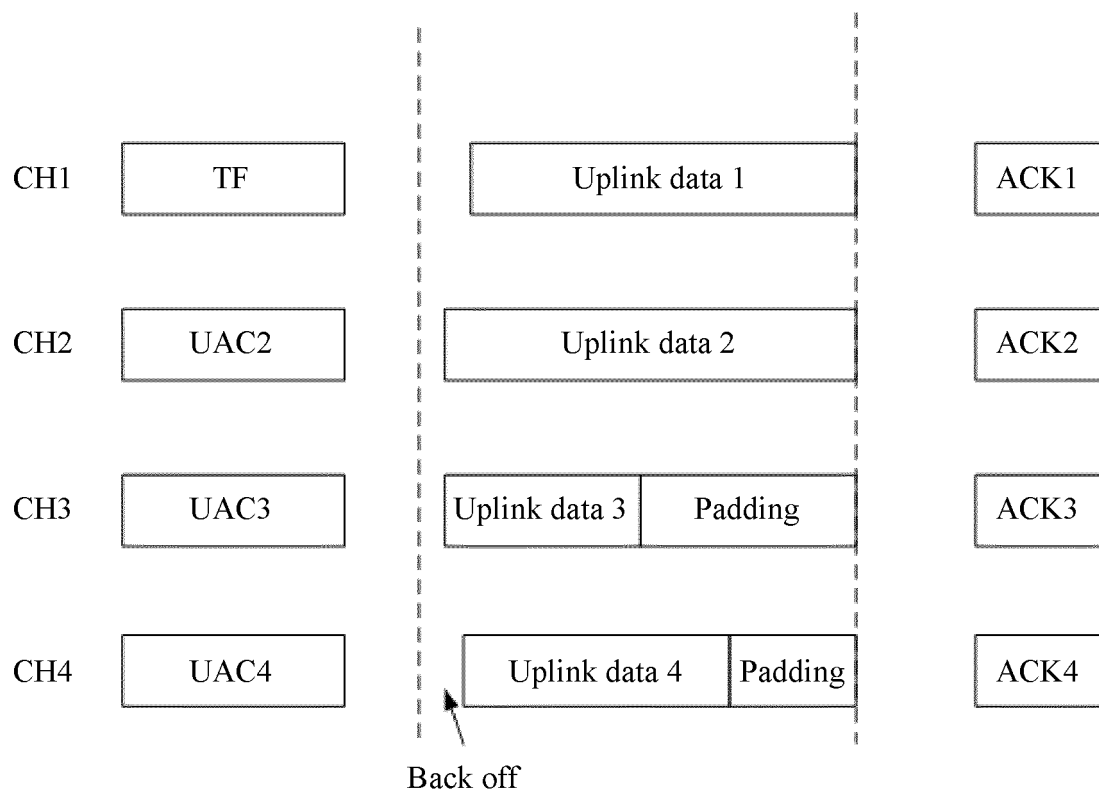 CH1 TF Uplink data 1 ACK1
CH2 UAC2 Uplink data 2 ACK2
CH3 UAC3 Uplink data 3 Padding ACK3
CH4 UAC4 Uplink data 4 Padding ACK4
Back off